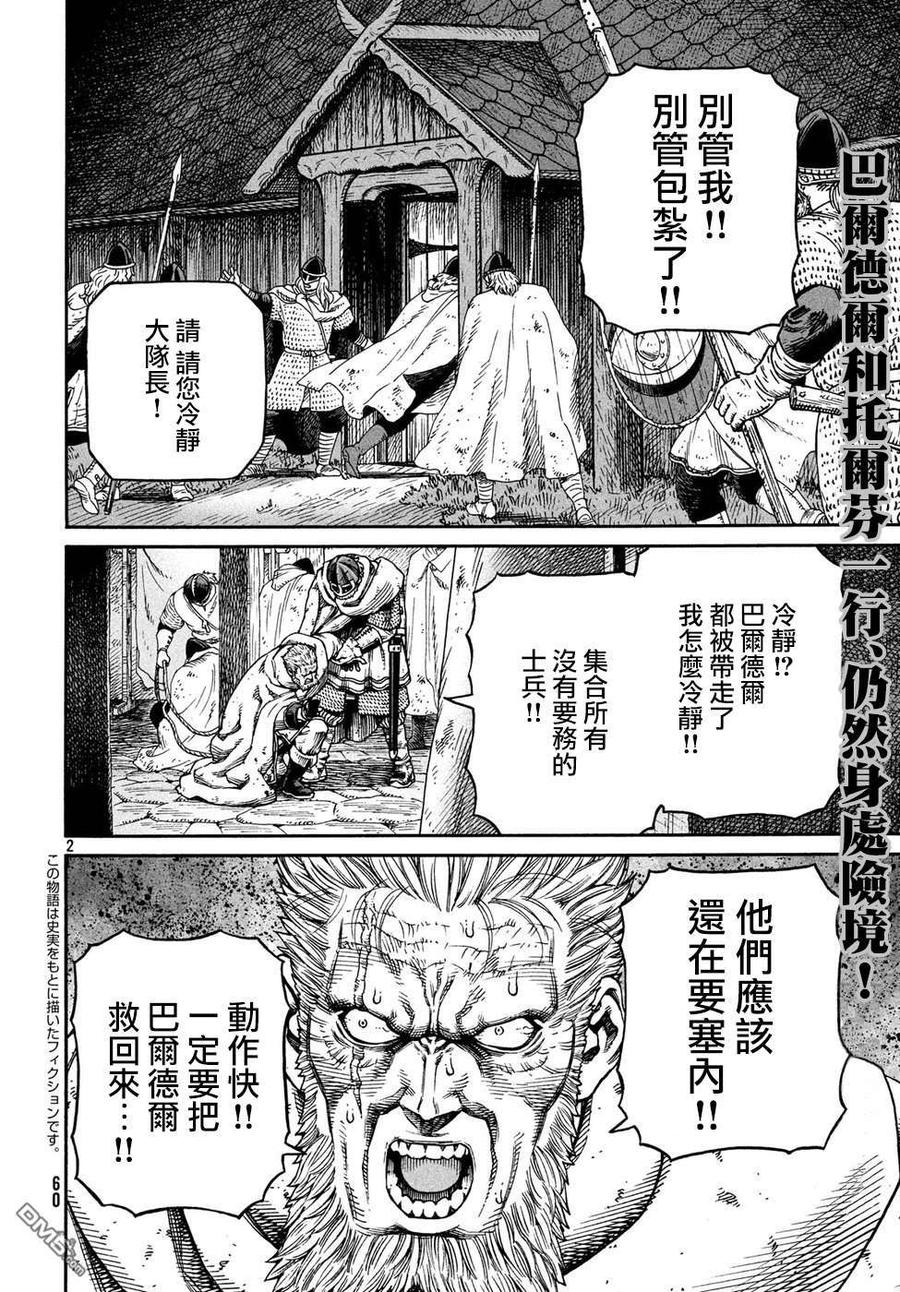 巴爾德爾和托爾芬一行、仍然身處險境！
別管我!!
別管包紮了!!
請 請您冷靜
大隊長！
冷靜!?
巴爾德爾
都被帶走了
我怎麼冷靜!!
集合所有
沒有要務的
士兵!!
他們應該
還在要塞內!!
動作快!!
一定要把
巴爾德爾
救回來…!!
2
この物語は史実をもとに描いたフィクションです。
60